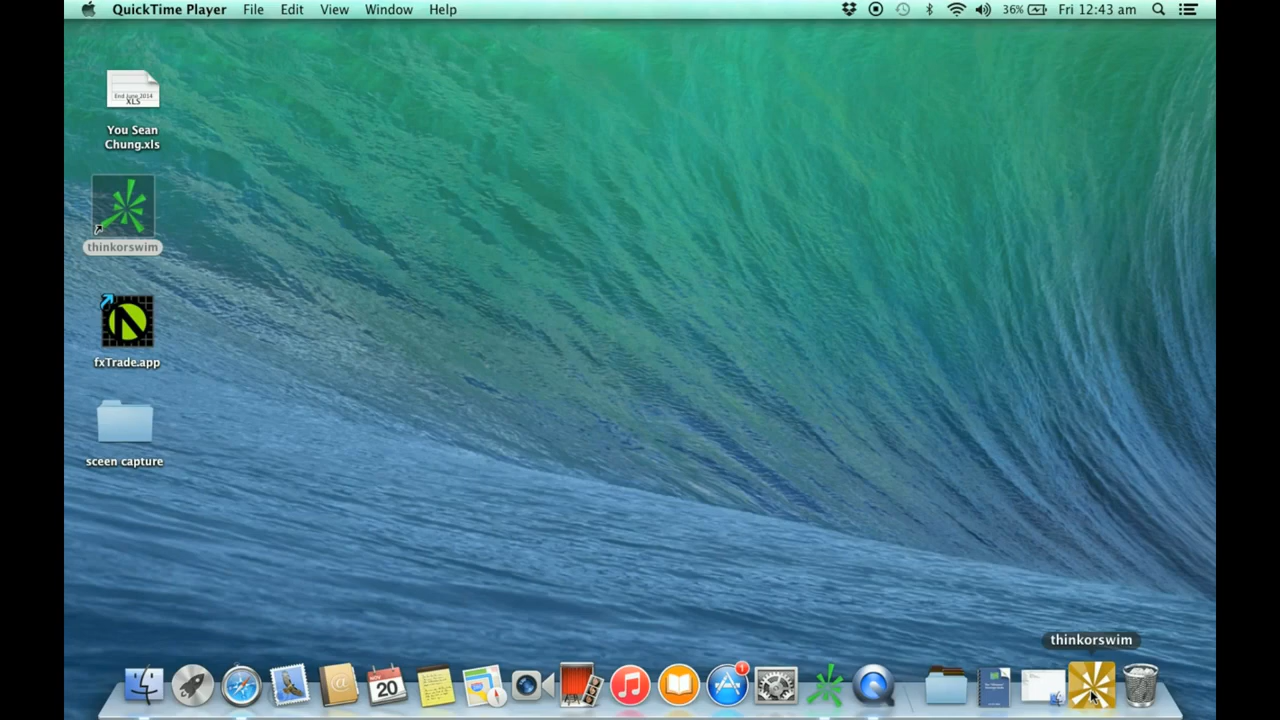 QuickTime Player File Edit View Window Help 36% Fri 12:43 am
End June 2014
XLS
You Sean
Chung.xls
thinkorswim
fxTrade.app
sceen capture
thinkorswim
1
20